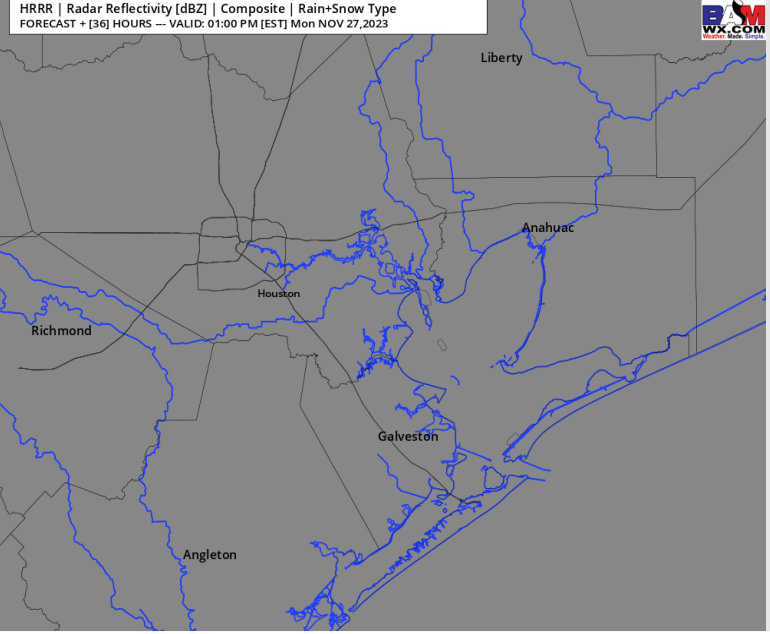 HRRR | Radar Reflectivity [dBZ] | Composite | Rain+Snow Type
FORECAST + [36] HOURS --- VALID: 01:00 PM [EST] Mon NOV 27,2023
BAM
WX.COM
Weather. Made. Simple.
Liberty
Anahuac
Houston
Richmond
Galveston
Angleton